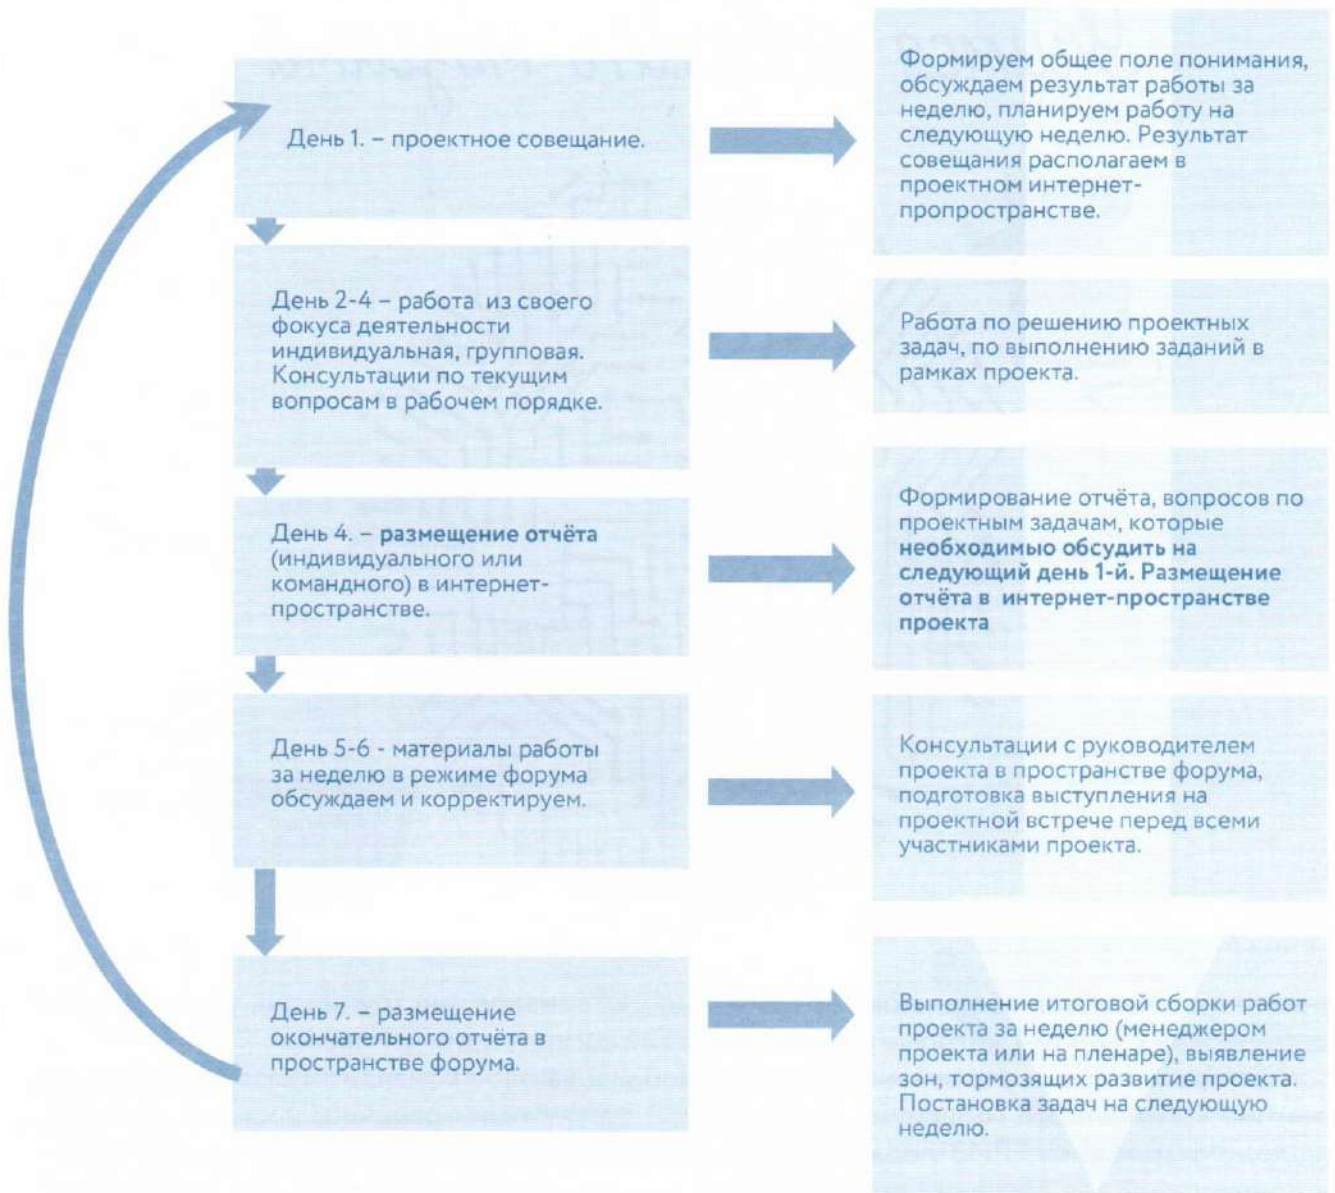 День 1. – проектное совещание.
Формируем общее поле понимания,
обсуждаем результат работы за
неделю, планируем работу на
следующую неделю. Результат
совещания располагаем в
проектном интернет-
пропространстве.
День 2-4 – работа из своего
фокуса деятельности
индивидуальная, групповая.
Консультации по текущим
вопросам в рабочем порядке.
Работа по решению проектных
задач, по выполнению заданий в
рамках проекта.
День 4. – размещение отчёта
(индивидуального или
командного) в интернет-
пространстве.
Формирование отчёта, вопросов по
проектным задачам, которые
необходимыо обсудить на
следующий день 1-й. Размещение
отчёта в интернет-пространстве
проекта
День 5-6 - материалы работы
за неделю в режиме форума
обсуждаем и корректируем.
Консультации с руководителем
проекта в пространстве форума,
подготовка выступления на
проектной встрече перед всеми
участниками проекта.
День 7. – размещение
окончательного отчёта в
пространстве форума.
Выполнение итоговой сборки работ
проекта за неделю (менеджером
проекта или на пленаре), выявление
зон, тормозящих развитие проекта.
Постановка задач на следующую
неделю.